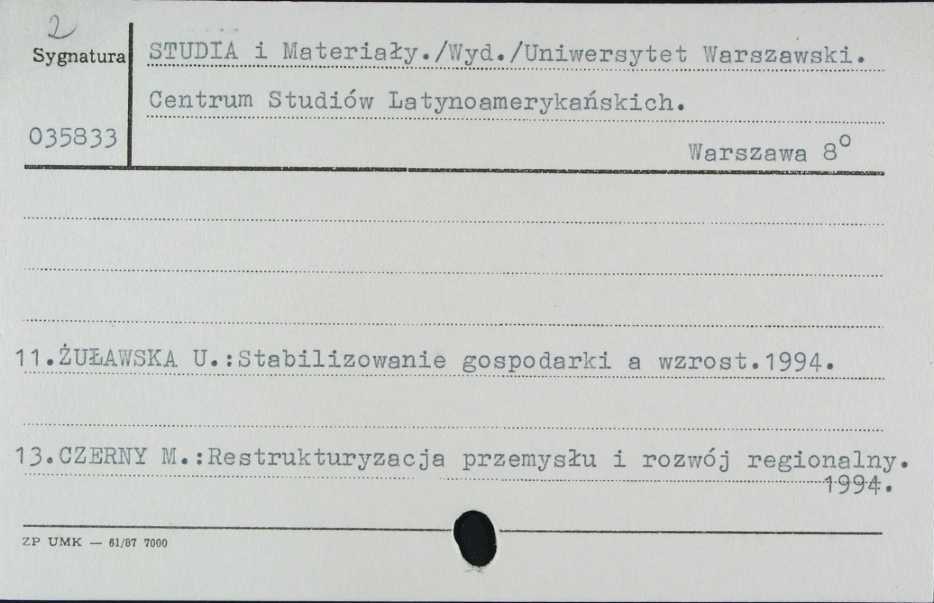 2
Sygnatura
STUDIA i Materiały./Wyd./Uniwersytet Warszawski.
Centrum Studiów Latynoamerykańskich.
035833
Warszawa 8°
11.ŻUŁAWSKA U.:Stabilizowanie gospodarki a wzrost.1994.
13.CZERNY M.:Restrukturyzacja przemysłu i rozwój regionalny.
1994.
ZP UMK — 61/87 7000